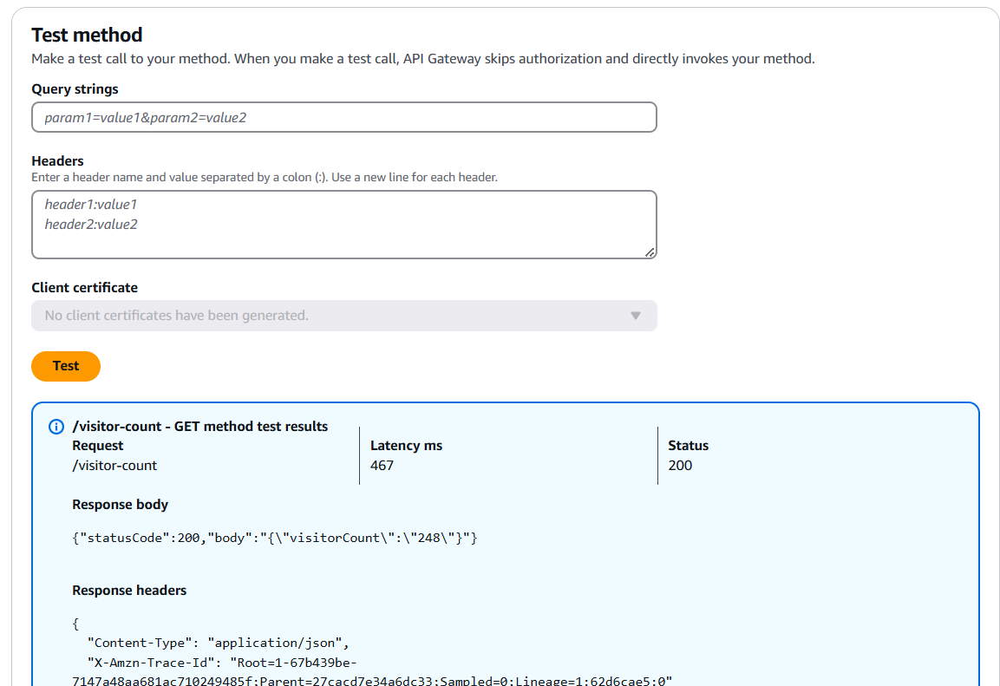 Test method
Make a test call to your method. When you make a test call, API Gateway skips authorization and directly invokes your method.
Query strings
param1=value1&param2=value2
Headers
Enter a header name and value separated by a colon (:). Use a new line for each header.
header1:value1
header2:value2
Client certificate
No client certificates have been generated.
Test
/visitor-count - GET method test results
Request
/visitor-count
Latency ms
467
Status
200
Response body
{"statusCode":200,"body":"{\"visitorCount\":\"248\"}"}
Response headers
{
"Content-Type": "application/json",
"X-Amzn-Trace-Id": "Root=1-67b439be-
7147a48aa681ac710249485f;Parent=27cacd7e34a6dc33;Sampled=0;Lineage=1:62d6cae5:0"